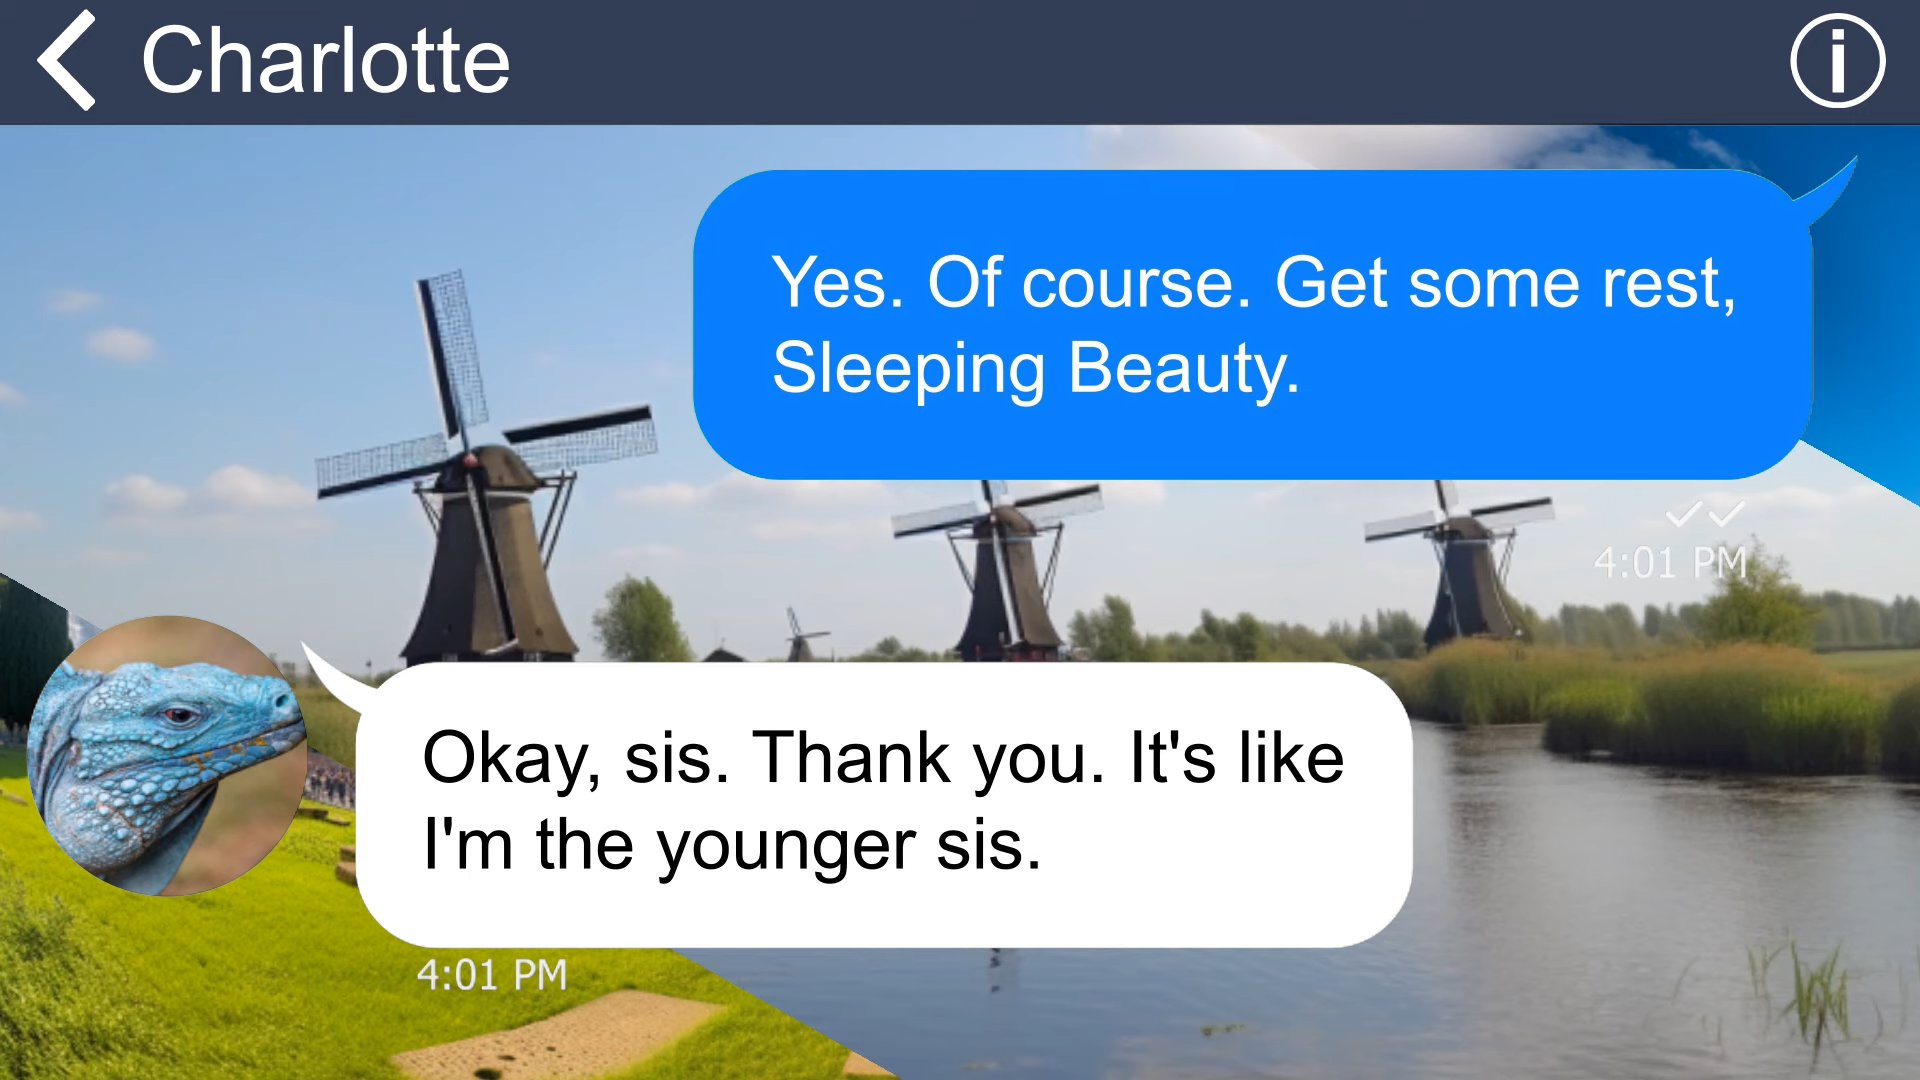 Charlotte
Yes. Of course. Get some rest,
Sleeping Beauty.
4:01 PM
Okay, sis. Thank you. It's like
I'm the younger sis.
4:01 PM